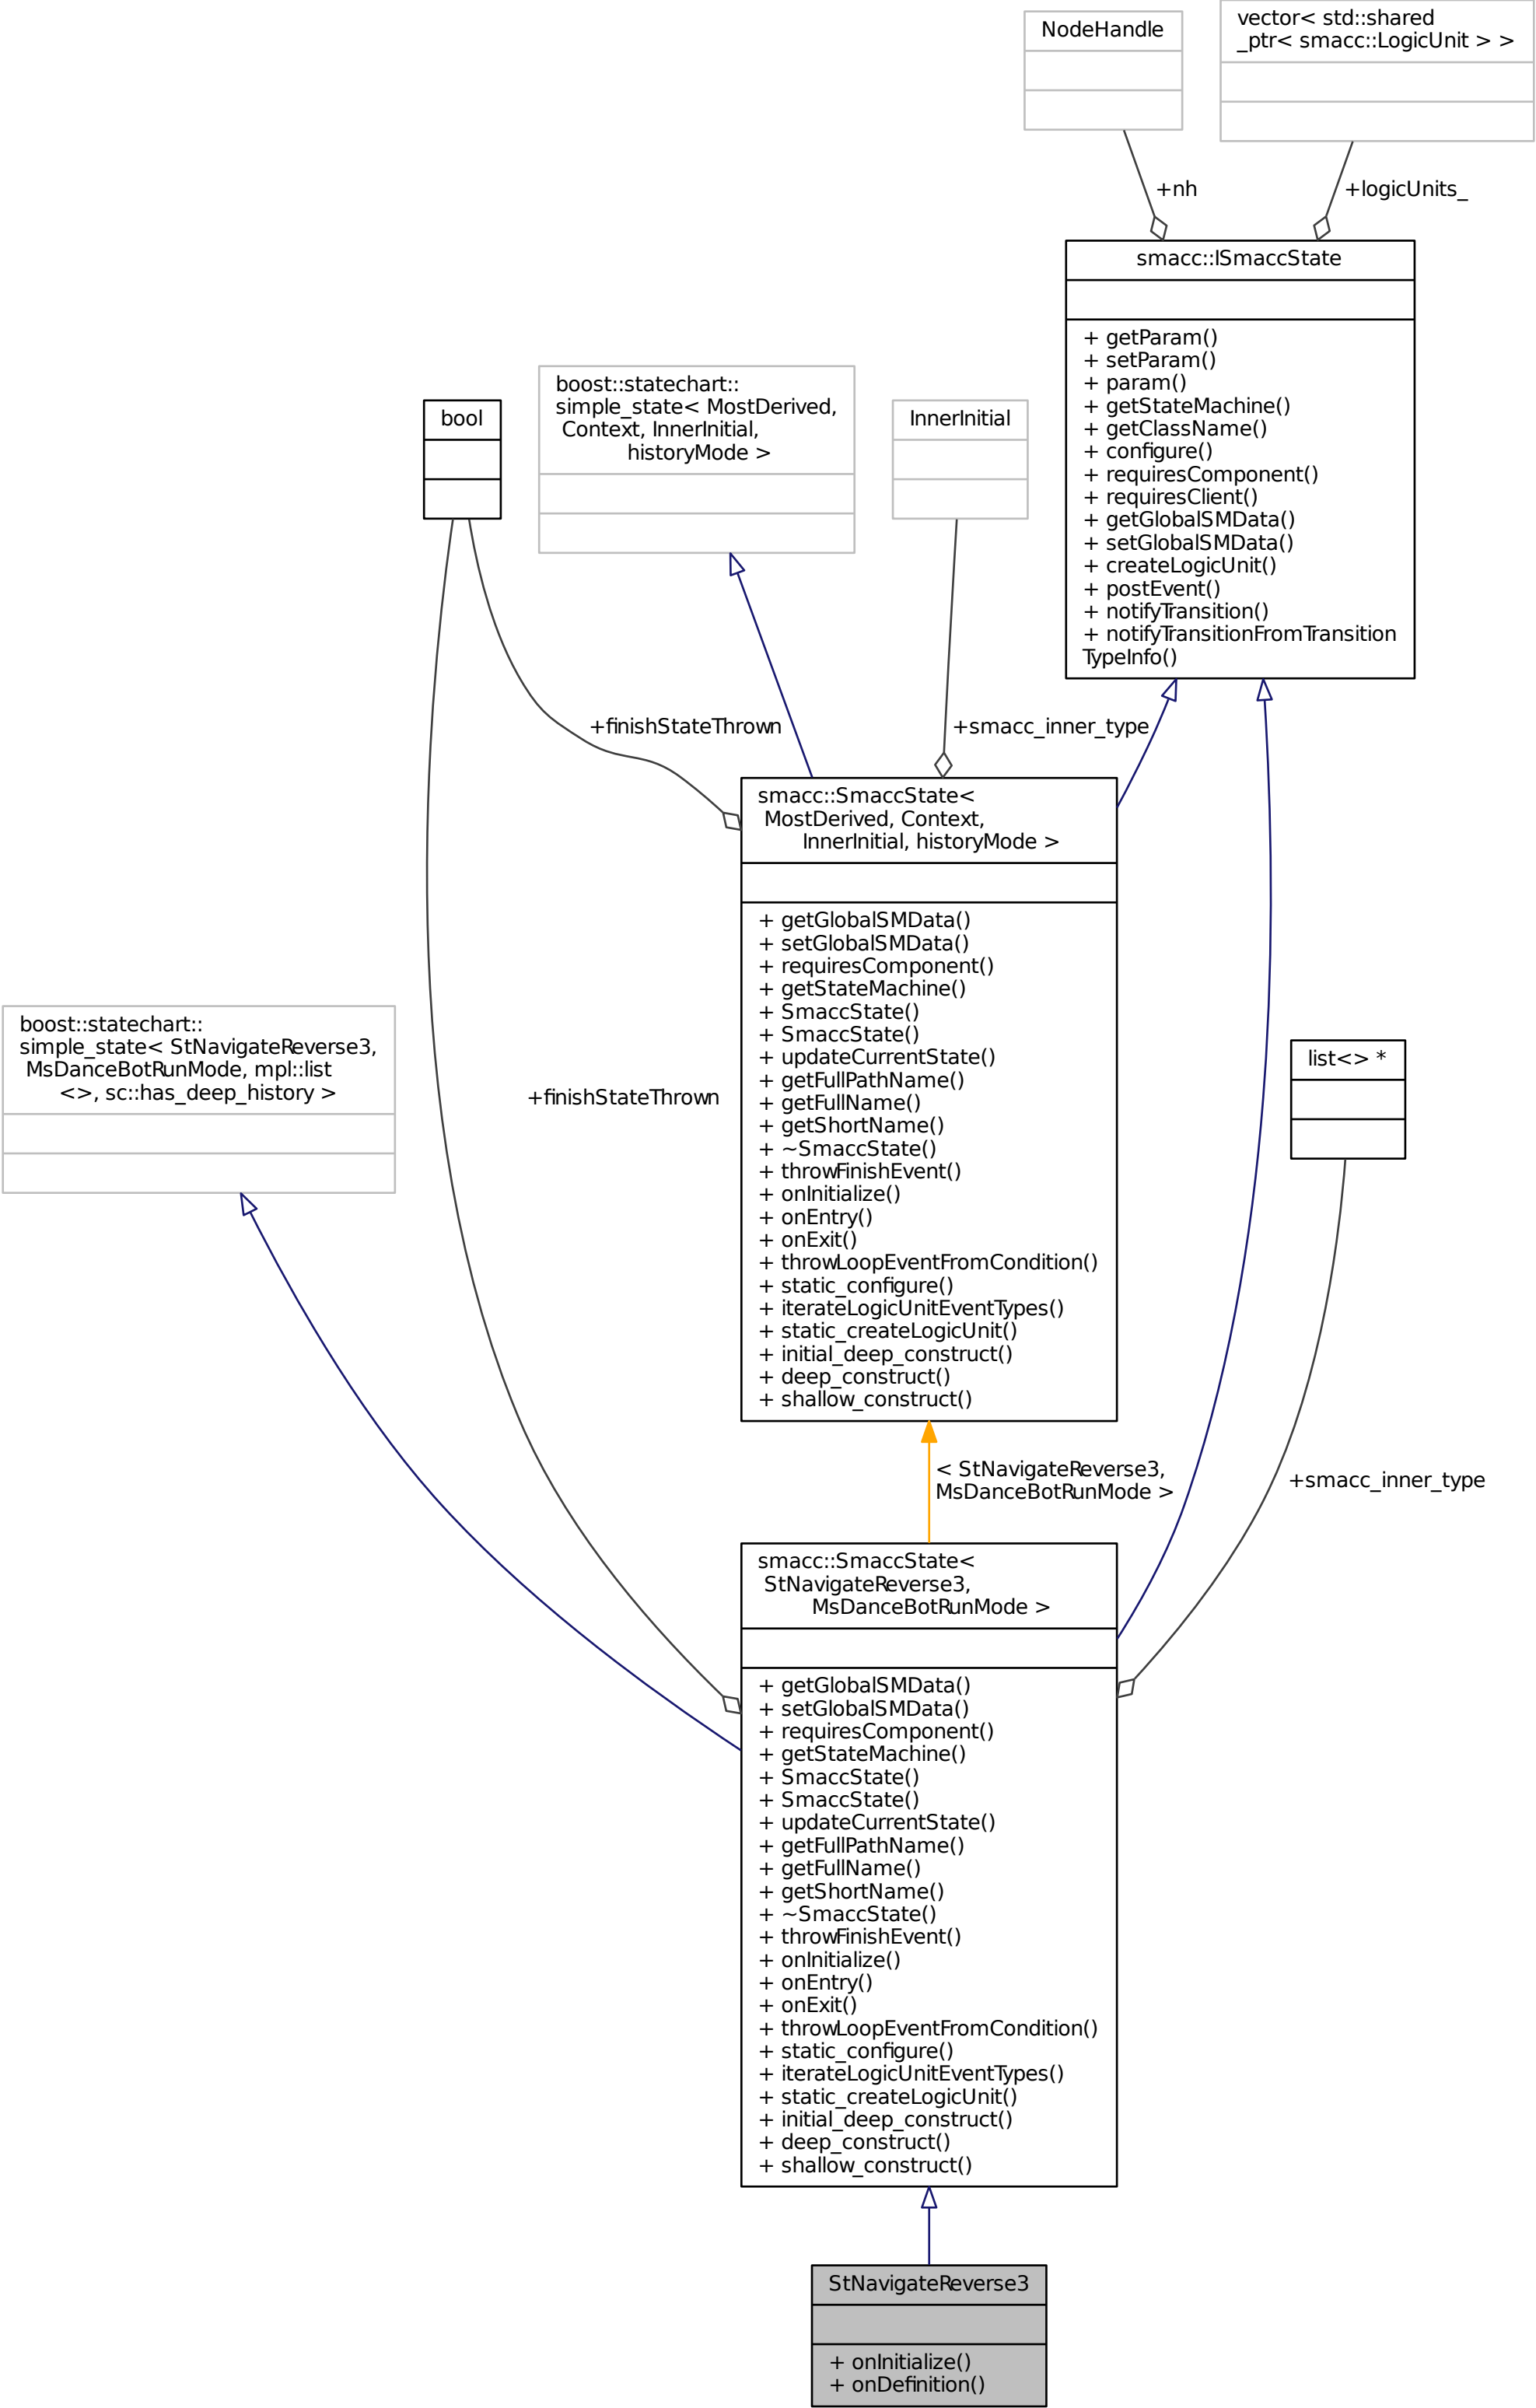 NodeHandle
vector< std::shared
_ptr< smacc::LogicUnit > >
+nh
+logicUnits_
smacc::ISmaccState
+ getParam()
+ setParam()
+ param()
+ getStateMachine()
+ getClassName()
+ configure()
+ requiresComponent()
+ requiresClient()
+ getGlobalSMData()
+ setGlobalSMData()
+ createLogicUnit()
+ postEvent()
+ notifyTransition()
+ notifyTransitionFromTransition
TypeInfo()
bool
boost::statechart::
simple_state< MostDerived,
Context, InnerInitial,
historyMode >
InnerInitial
+finishStateThrown
+smacc_inner_type
smacc::SmaccState<
MostDerived, Context,
InnerInitial, historyMode >
+ getGlobalSMData()
+ setGlobalSMData()
+ requiresComponent()
+ getStateMachine()
+ SmaccState()
+ SmaccState()
+ updateCurrentState()
+ getFullPathName()
+ getFullName()
+ getShortName()
+ ~SmaccState()
+ throwFinishEvent()
+ onInitialize()
+ onEntry()
+ onExit()
+ throwLoopEventFromCondition()
+ static_configure()
+ iterateLogicUnitEventTypes()
+ static_createLogicUnit()
+ initial_deep_construct()
+ deep_construct()
+ shallow_construct()
boost::statechart::
simple_state< StNavigateReverse3,
MsDanceBotRunMode, mpl::list
<>, sc::has_deep_history >
+finishStateThrown
list<> *
< StNavigateReverse3,
MsDanceBotRunMode >
+smacc_inner_type
smacc::SmaccState<
StNavigateReverse3,
MsDanceBotRunMode >
+ getGlobalSMData()
+ setGlobalSMData()
+ requiresComponent()
+ getStateMachine()
+ SmaccState()
+ SmaccState()
+ updateCurrentState()
+ getFullPathName()
+ getFullName()
+ getShortName()
+ ~SmaccState()
+ throwFinishEvent()
+ onInitialize()
+ onEntry()
+ onExit()
+ throwLoopEventFromCondition()
+ static_configure()
+ iterateLogicUnitEventTypes()
+ static_createLogicUnit()
+ initial_deep_construct()
+ deep_construct()
+ shallow_construct()
StNavigateReverse3
+ onInitialize()
+ onDefinition()